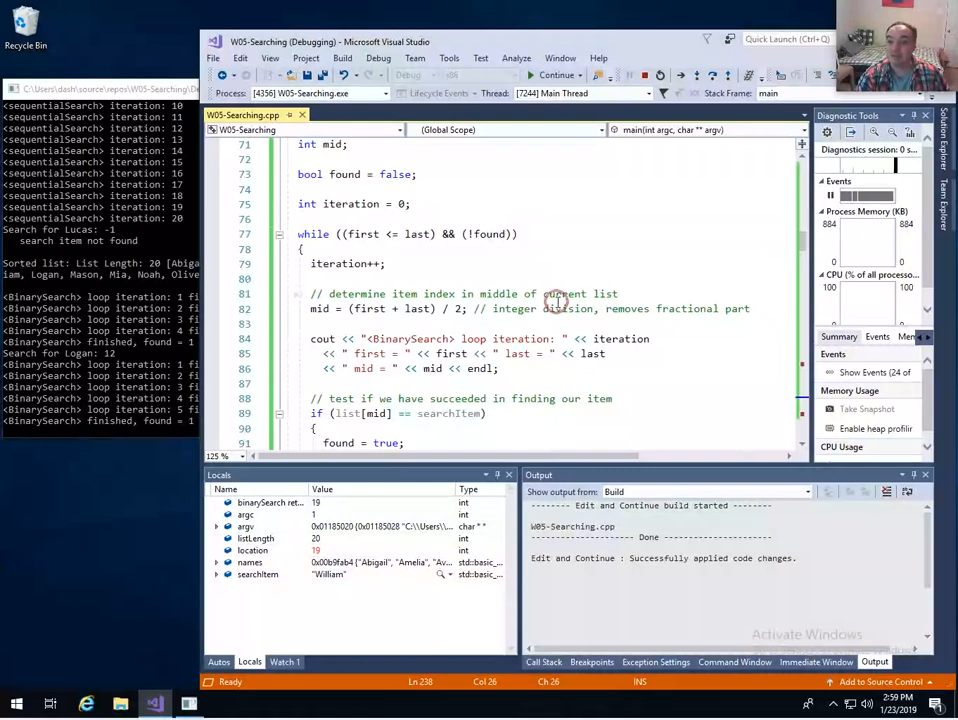 Recycle Bin
W05-Searching (Debugging) - Microsoft Visual Studio
Quick Launch (Ctrl+Q)
File Edit View Project Build Debug Team Tools Test Analyze Window Help
Debug x86 Continue
Process: [4356] W05-Searching.exe Lifecycle Events Thread: [7244] Main Thread Stack Frame: main
C:\Users\dash\source\repos\W05-Searching\De
<sequentialSearch> iteration: 10
<sequentialSearch> iteration: 11
<sequentialSearch> iteration: 12
<sequentialSearch> iteration: 13
<sequentialSearch> iteration: 14
<sequentialSearch> iteration: 15
<sequentialSearch> iteration: 16
<sequentialSearch> iteration: 17
<sequentialSearch> iteration: 18
<sequentialSearch> iteration: 19
<sequentialSearch> iteration: 20
Search for Lucas: -1
search item not found
Sorted list: List Length: 20 [Abiga
iam, Logan, Mason, Mia, Noah, Olive
<BinarySearch> loop iteration: 1 fi
<BinarySearch> loop iteration: 2 fi
<BinarySearch> loop iteration: 3 fi
<BinarySearch> loop iteration: 4 fi
<BinarySearch> finished, found = 1
Search for Logan: 12
<BinarySearch> loop iteration: 1 fi
<BinarySearch> loop iteration: 2 fi
<BinarySearch> loop iteration: 3 fi
<BinarySearch> loop iteration: 4 fi
<BinarySearch> loop iteration: 5 fi
<BinarySearch> finished, found = 1
W05-Searching.cpp
W05-Searching (Global Scope) main(int argc, char ** argv)
71 int mid;
72
73 bool found = false;
74
75 int iteration = 0;
76
77 while ((first <= last) && (!found))
78 {
79 iteration++;
80
81 // determine item index in middle of current list
82 mid = (first + last) / 2; // integer division, removes fractional part
83
84 cout << "<BinarySearch> loop iteration: " << iteration
85 << " first = " << first << " last = " << last
86 << " mid = " << mid << endl;
87
88 // test if we have succeeded in finding our item
89 if (list[mid] == searchItem)
90 {
91 found = true;
125 %
Diagnostic Tools
Diagnostics session: 0 s
Events
Process Memory (KB)
884 884
0 0
CPU (% of all processo
100 100
0 0
Summary Events Memory
Events
Show Events (24 of
Memory Usage
Take Snapshot
Enable heap profilir
CPU Usage
Solution Explorer
Team Explorer
Locals
Name Value Type
binarySearch ret... 19 int
argc 1 int
argv 0x01185020 {0x01185028 "C:\\Users\\... char * *
listLength 20 int
location 19 int
names 0x00b9fab4 {"Abigail", "Amelia", "Av... std::basic_...
searchItem "William" std::basic_...
Autos Locals Watch 1
Output
Show output from: Build
-------- Edit and Continue build started --------
W05-Searching.cpp
------------------- Done -------------------
Edit and Continue : Successfully applied code changes.
Activate Windows
Call Stack Breakpoints Exception Settings Command Window Immediate Window Output
Ready Ln 238 Col 26 Ch 26 INS Add to Source Control
2:59 PM
1/23/2019